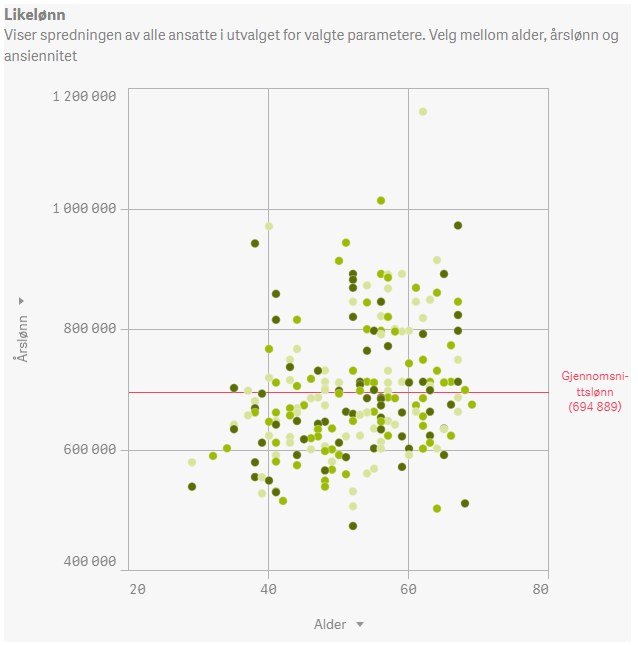 Likelønn
Viser spredningen av alle ansatte i utvalget for valgte parametere. Velg mellom alder, årslønn og
ansiennitet
1 200 000
1 000 000
800 000
600 000
400 000
Årslønn
Gjennomsni-
ttslønn
(694 889)
20
40
60
80
Alder